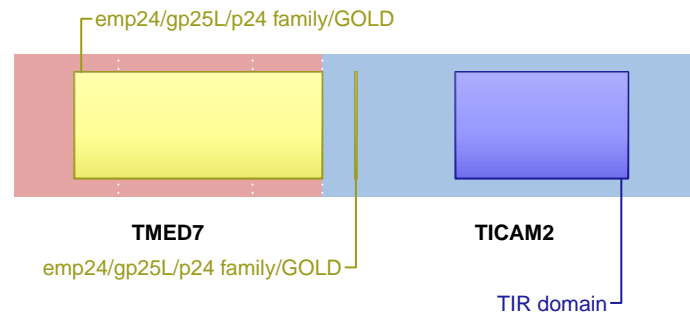 emp24/gp25L/p24 family/GOLD
TMED7 TICAM2
emp24/gp25L/p24 family/GOLD
TIR domain